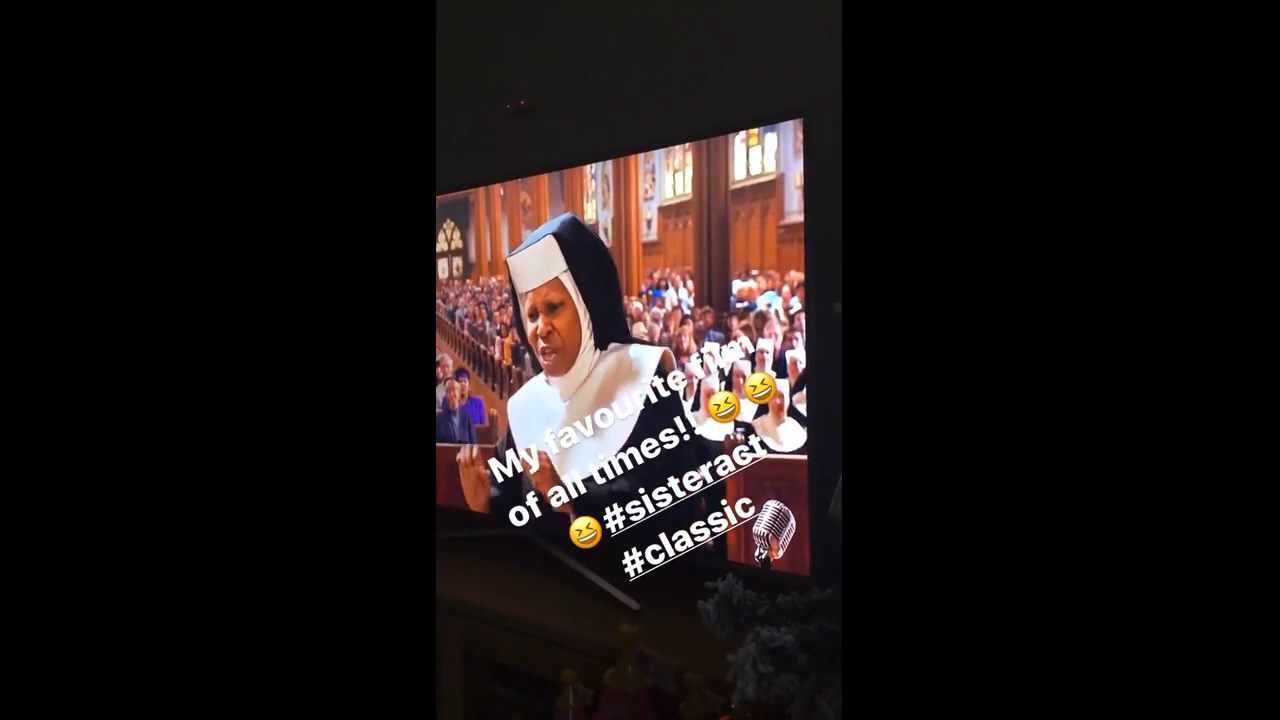 My favourite film
of all times!! 😆😆
😆#sisteract
#classic